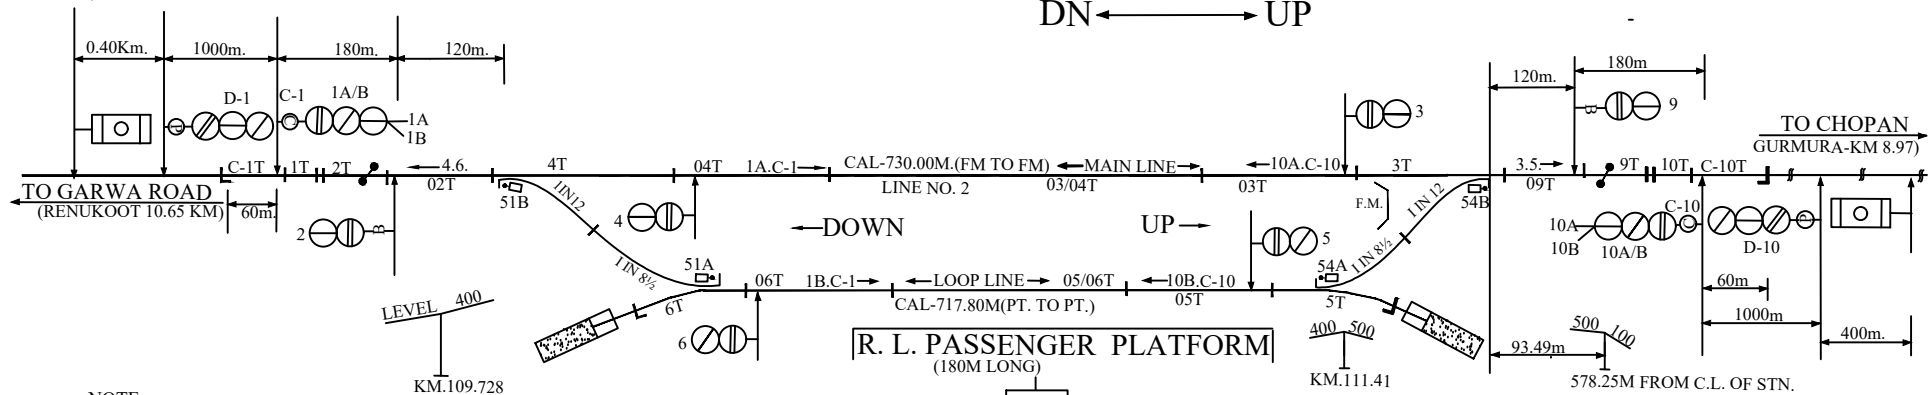 DN UP
0.40Km. 1000m. 180m. 120m.
120m. 180m
D-1 C-1 1A/B
1A
1B
P C
3
B 9
TO CHOPAN
GURMURA-KM 8.97)
C-1T 1T 2T 4.6. 4T 04T 1A.C-1 CAL-730.00M.(FM TO FM) MAIN LINE 10A.C-10 3T 3.5. 9T 10T C-10T
02T LINE NO. 2 03/04T 03T 09T
TO GARWA ROAD
(RENUKOOT 10.65 KM)
60m.
51B 1IN12
F.M.
1 IN 12 54B
2 B
4
DOWN UP
5
10A
10B
10A/B
C-10
C
D-10
P
1 IN 8½ 51A
54A 1 IN 8½
06T 1B.C-1 LOOP LINE 05/06T 10B.C-10
05T
CAL-717.80M(PT. TO PT.)
6T 5T
60m
1000m
400m.
LEVEL 400
KM.109.728
6
R. L. PASSENGER PLATFORM
(180M LONG)
400 500
KM.111.41
93.49m
500 100
578.25M FROM C.L. OF STN.
NOTE